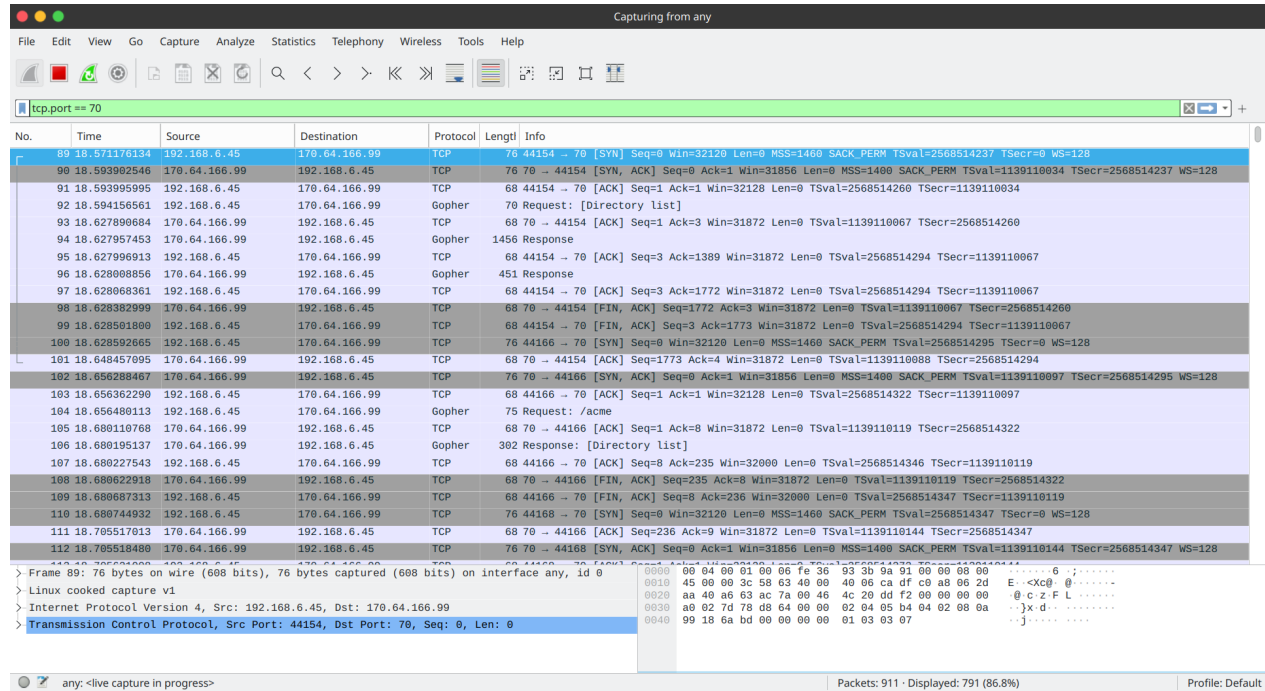 Capturing from any
File Edit View Go Capture Analyze Statistics Telephony Wireless Tools Help
tcp.port == 70
No. Time Source Destination Protocol Lengtl Info
89 18.571176134 192.168.6.45 170.64.166.99 TCP 76 44154 → 70 [SYN] Seq=0 Win=32120 Len=0 MSS=1460 SACK_PERM TSval=2568514237 TSecr=0 WS=128
90 18.593902546 170.64.166.99 192.168.6.45 TCP 76 70 → 44154 [SYN, ACK] Seq=0 Ack=1 Win=31856 Len=0 MSS=1400 SACK_PERM TSval=1139110034 TSecr=2568514237 WS=128
91 18.593995995 192.168.6.45 170.64.166.99 TCP 68 44154 → 70 [ACK] Seq=1 Ack=1 Win=32128 Len=0 TSval=2568514260 TSecr=1139110034
92 18.594156561 192.168.6.45 170.64.166.99 Gopher 70 Request: [Directory list]
93 18.627890684 170.64.166.99 192.168.6.45 TCP 68 70 → 44154 [ACK] Seq=1 Ack=3 Win=31872 Len=0 TSval=1139110067 TSecr=2568514260
94 18.627957453 170.64.166.99 192.168.6.45 Gopher 1456 Response
95 18.627996913 192.168.6.45 170.64.166.99 TCP 68 44154 → 70 [ACK] Seq=3 Ack=1389 Win=31872 Len=0 TSval=2568514294 TSecr=1139110067
96 18.628008856 170.64.166.99 192.168.6.45 Gopher 451 Response
97 18.628068361 192.168.6.45 170.64.166.99 TCP 68 44154 → 70 [ACK] Seq=3 Ack=1772 Win=31872 Len=0 TSval=2568514294 TSecr=1139110067
98 18.628382999 170.64.166.99 192.168.6.45 TCP 68 70 → 44154 [FIN, ACK] Seq=1772 Ack=3 Win=31872 Len=0 TSval=1139110067 TSecr=2568514260
99 18.628501800 192.168.6.45 170.64.166.99 TCP 68 44154 → 70 [FIN, ACK] Seq=3 Ack=1773 Win=31872 Len=0 TSval=2568514294 TSecr=1139110067
100 18.628592665 192.168.6.45 170.64.166.99 TCP 76 44166 → 70 [SYN] Seq=0 Win=32120 Len=0 MSS=1460 SACK_PERM TSval=2568514295 TSecr=0 WS=128
101 18.648457095 170.64.166.99 192.168.6.45 TCP 68 70 → 44154 [ACK] Seq=1773 Ack=4 Win=31872 Len=0 TSval=1139110088 TSecr=2568514294
102 18.656288467 170.64.166.99 192.168.6.45 TCP 76 70 → 44166 [SYN, ACK] Seq=0 Ack=1 Win=31856 Len=0 MSS=1400 SACK_PERM TSval=1139110097 TSecr=2568514295 WS=128
103 18.656362290 192.168.6.45 170.64.166.99 TCP 68 44166 → 70 [ACK] Seq=1 Ack=1 Win=32128 Len=0 TSval=2568514322 TSecr=1139110097
104 18.656480113 192.168.6.45 170.64.166.99 Gopher 75 Request: /acme
105 18.680110768 170.64.166.99 192.168.6.45 TCP 68 70 → 44166 [ACK] Seq=1 Ack=8 Win=31872 Len=0 TSval=1139110119 TSecr=2568514322
106 18.680195137 170.64.166.99 192.168.6.45 Gopher 302 Response: [Directory list]
107 18.680227543 192.168.6.45 170.64.166.99 TCP 68 44166 → 70 [ACK] Seq=8 Ack=235 Win=32000 Len=0 TSval=2568514346 TSecr=1139110119
108 18.680622918 170.64.166.99 192.168.6.45 TCP 68 70 → 44166 [FIN, ACK] Seq=235 Ack=8 Win=31872 Len=0 TSval=1139110119 TSecr=2568514322
109 18.680687313 192.168.6.45 170.64.166.99 TCP 68 44166 → 70 [FIN, ACK] Seq=8 Ack=236 Win=32000 Len=0 TSval=2568514347 TSecr=1139110119
110 18.680744932 192.168.6.45 170.64.166.99 TCP 76 44168 → 70 [SYN] Seq=0 Win=32120 Len=0 MSS=1460 SACK_PERM TSval=2568514347 TSecr=0 WS=128
111 18.705517013 170.64.166.99 192.168.6.45 TCP 68 70 → 44166 [ACK] Seq=236 Ack=9 Win=31872 Len=0 TSval=1139110144 TSecr=2568514347
112 18.705518480 170.64.166.99 192.168.6.45 TCP 76 70 → 44168 [SYN, ACK] Seq=0 Ack=1 Win=31856 Len=0 MSS=1400 SACK_PERM TSval=1139110144 TSecr=2568514347 WS=128
Frame 89: 76 bytes on wire (608 bits), 76 bytes captured (608 bits) on interface any, id 0
Linux cooked capture v1
Internet Protocol Version 4, Src: 192.168.6.45, Dst: 170.64.166.99
Transmission Control Protocol, Src Port: 44154, Dst Port: 70, Seq: 0, Len: 0
0000 00 04 00 01 00 06 fe 36 93 3b 9a 91 00 00 08 00 ·······6 ·;······
0010 45 00 00 3c 58 63 40 00 40 06 ca df c0 a8 06 2d E··<Xc@· @······-
0020 aa 40 a6 63 ac 7a 00 46 4c 20 dd f2 00 00 00 00 ·@·c·z·F L ······
0030 a0 02 7d 78 d8 64 00 00 02 04 05 b4 04 02 08 0a ··}x·d·· ········
0040 99 18 6a bd 00 00 00 00 01 03 03 07 ··j····· ····
any: <live capture in progress>
Packets: 911 · Displayed: 791 (86.8%)
Profile: Default